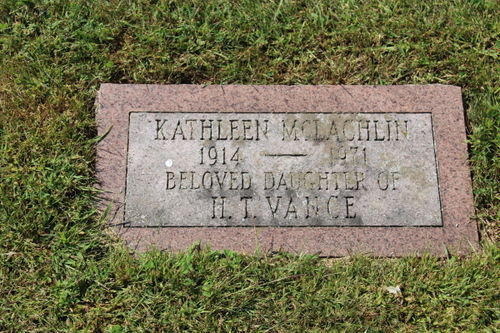 KATHLEEN MCLACHLIN
1914 — 1971
BELOVED DAUGHTER OF
H. T. VANCE